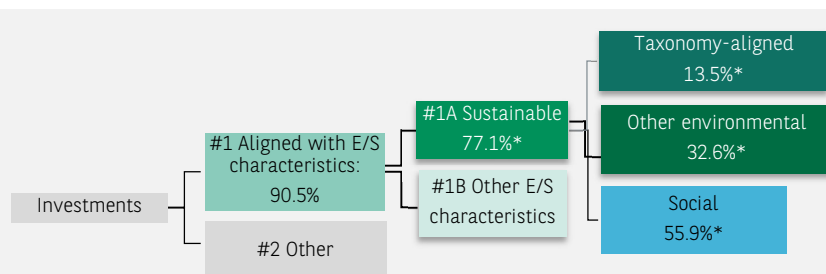 Investments
#1 Aligned with E/S
characteristics:
90.5%
#2 Other
#1A Sustainable
77.1%*
#1B Other E/S
characteristics
Taxonomy-aligned
13.5%*
Other environmental
32.6%*
Social
55.9%*